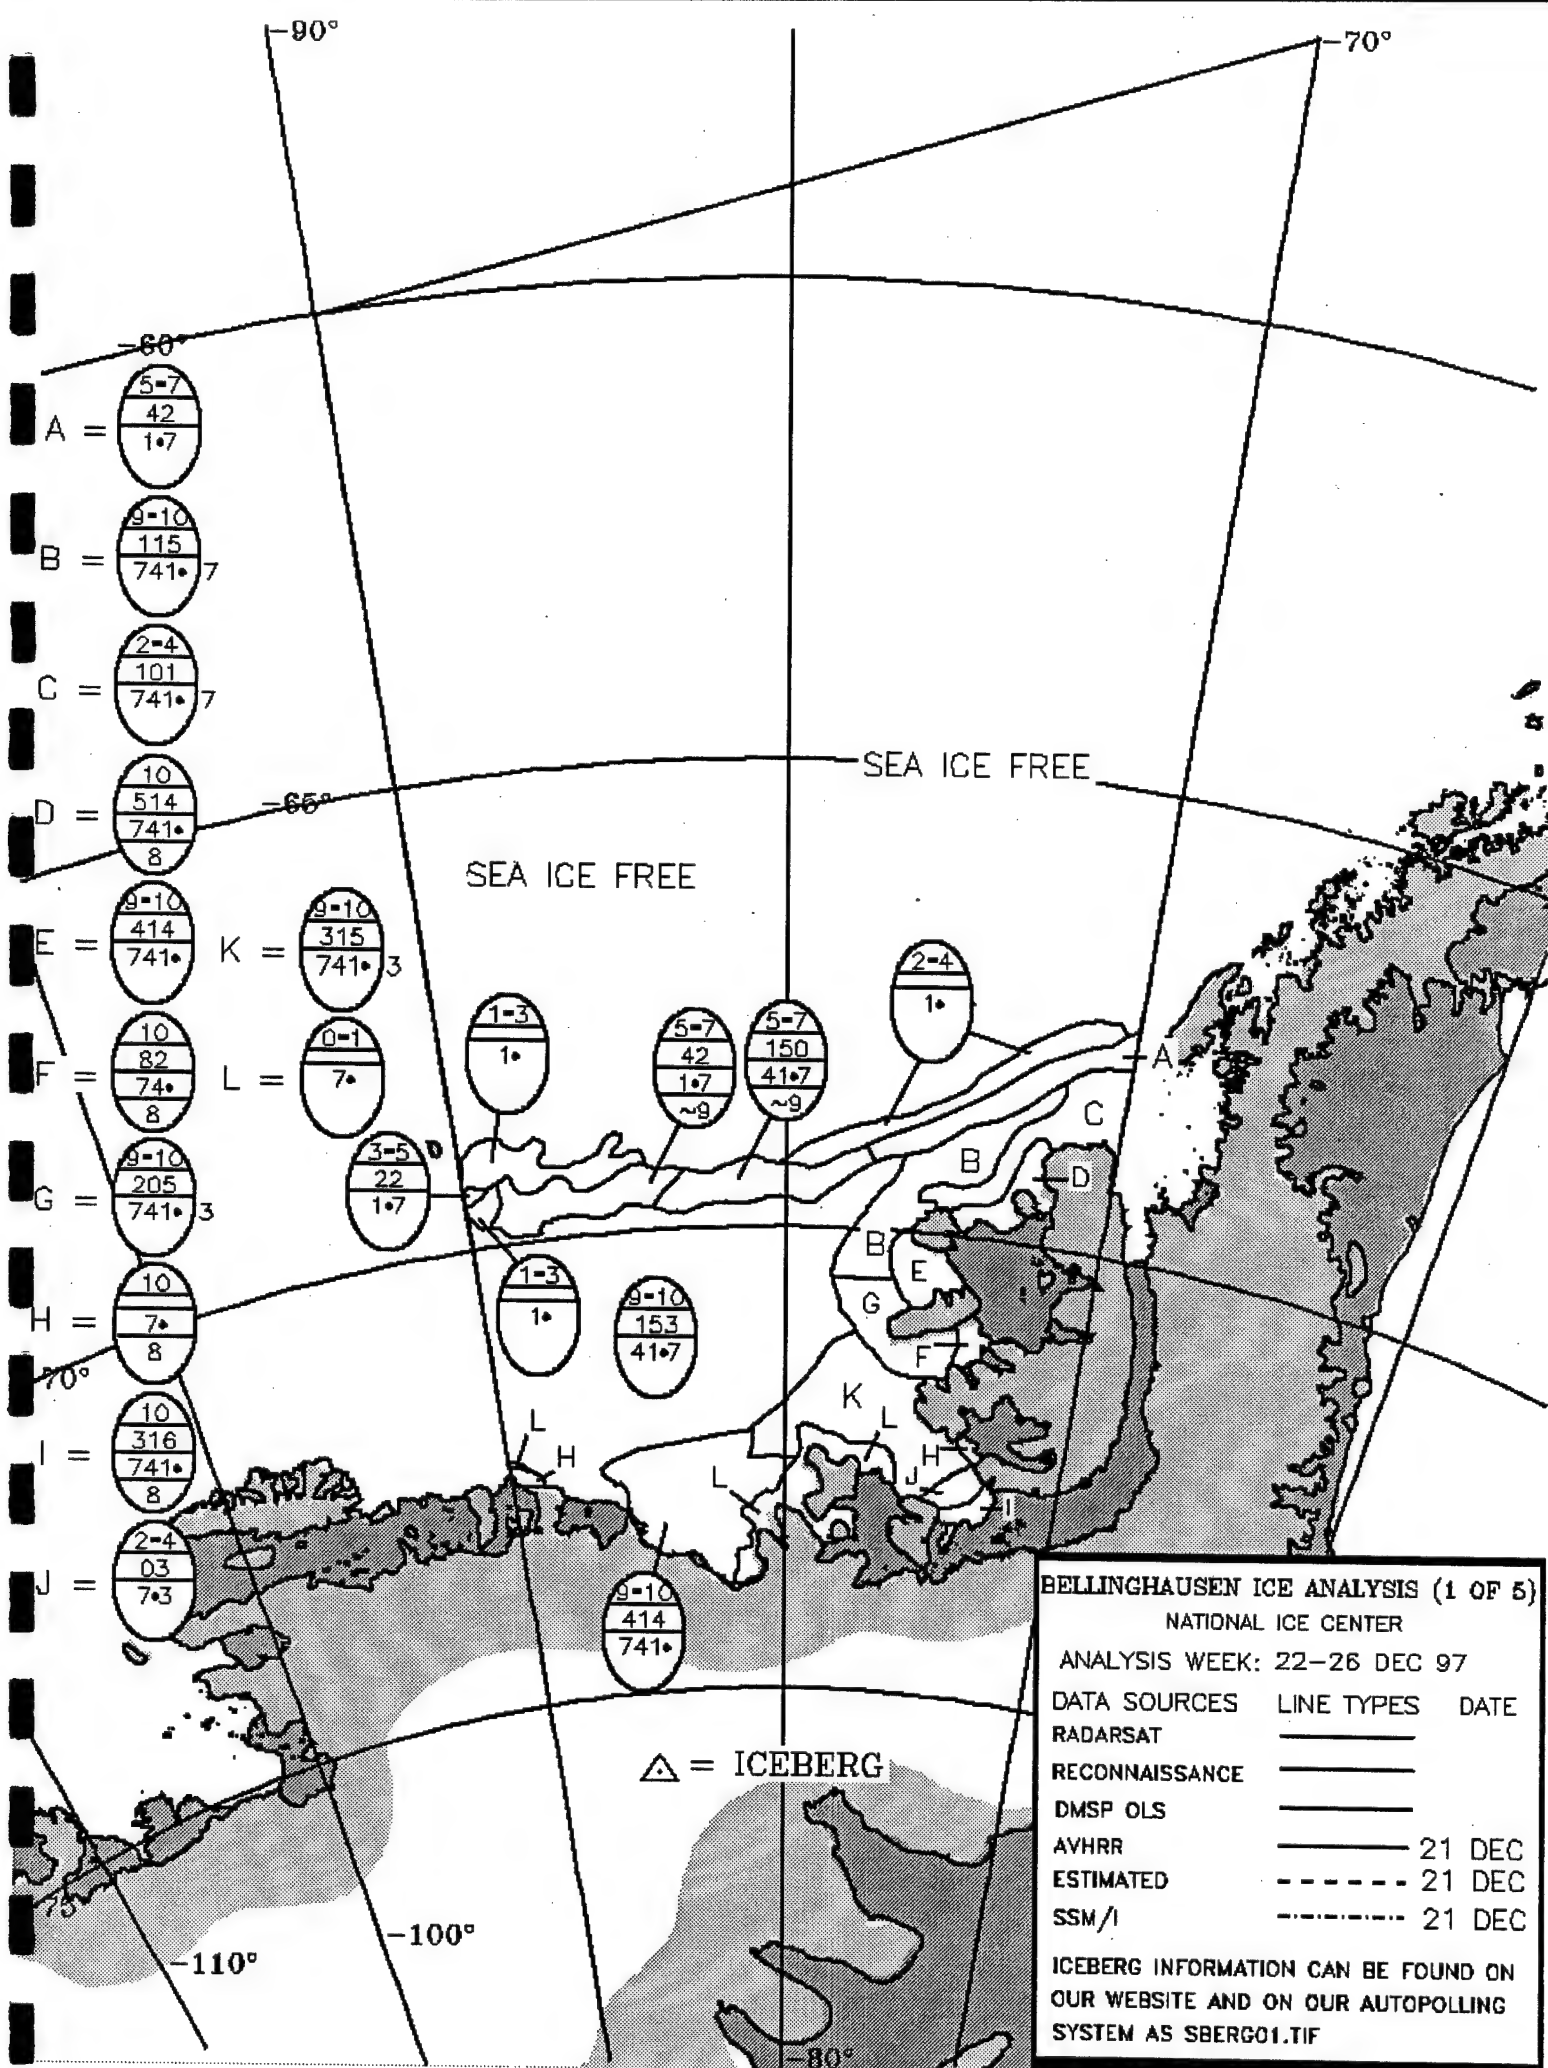 -90°
-70°
-60°
A =
5-7
42
1•7
B =
9-10
115
741• 7
C =
2-4
101
741• 7
D =
10
514
741•
8
-65°
SEA ICE FREE
SEA ICE FREE
E =
9-10
414
741•
K =
9-10
315
741• 3
F =
10
82
74•
8
L =
0-1
7•
G =
9-10
205
741• 3
H =
10
7•
8
-70°
I =
10
316
741•
8
J =
2-4
03
7•3
1-3
1•
5-7
42
1•7
~9
5-7
150
41•7
~9
2-4
1•
A
3-5
22
1•7
C
B
D
B
E
G
F
1-3
1•
9-10
153
41•7
K
L
H
L
H
J
L
I
9-10
414
741•
△ = ICEBERG
75°
-100°
-110°
-80°
BELLINGHAUSEN ICE ANALYSIS (1 OF 5)
NATIONAL ICE CENTER
ANALYSIS WEEK: 22-26 DEC 97
DATA SOURCES LINE TYPES DATE
RADARSAT
RECONNAISSANCE
DMSP OLS
AVHRR 21 DEC
ESTIMATED 21 DEC
SSM/I 21 DEC
ICEBERG INFORMATION CAN BE FOUND ON
OUR WEBSITE AND ON OUR AUTOPOLLING
SYSTEM AS SBERG01.TIF